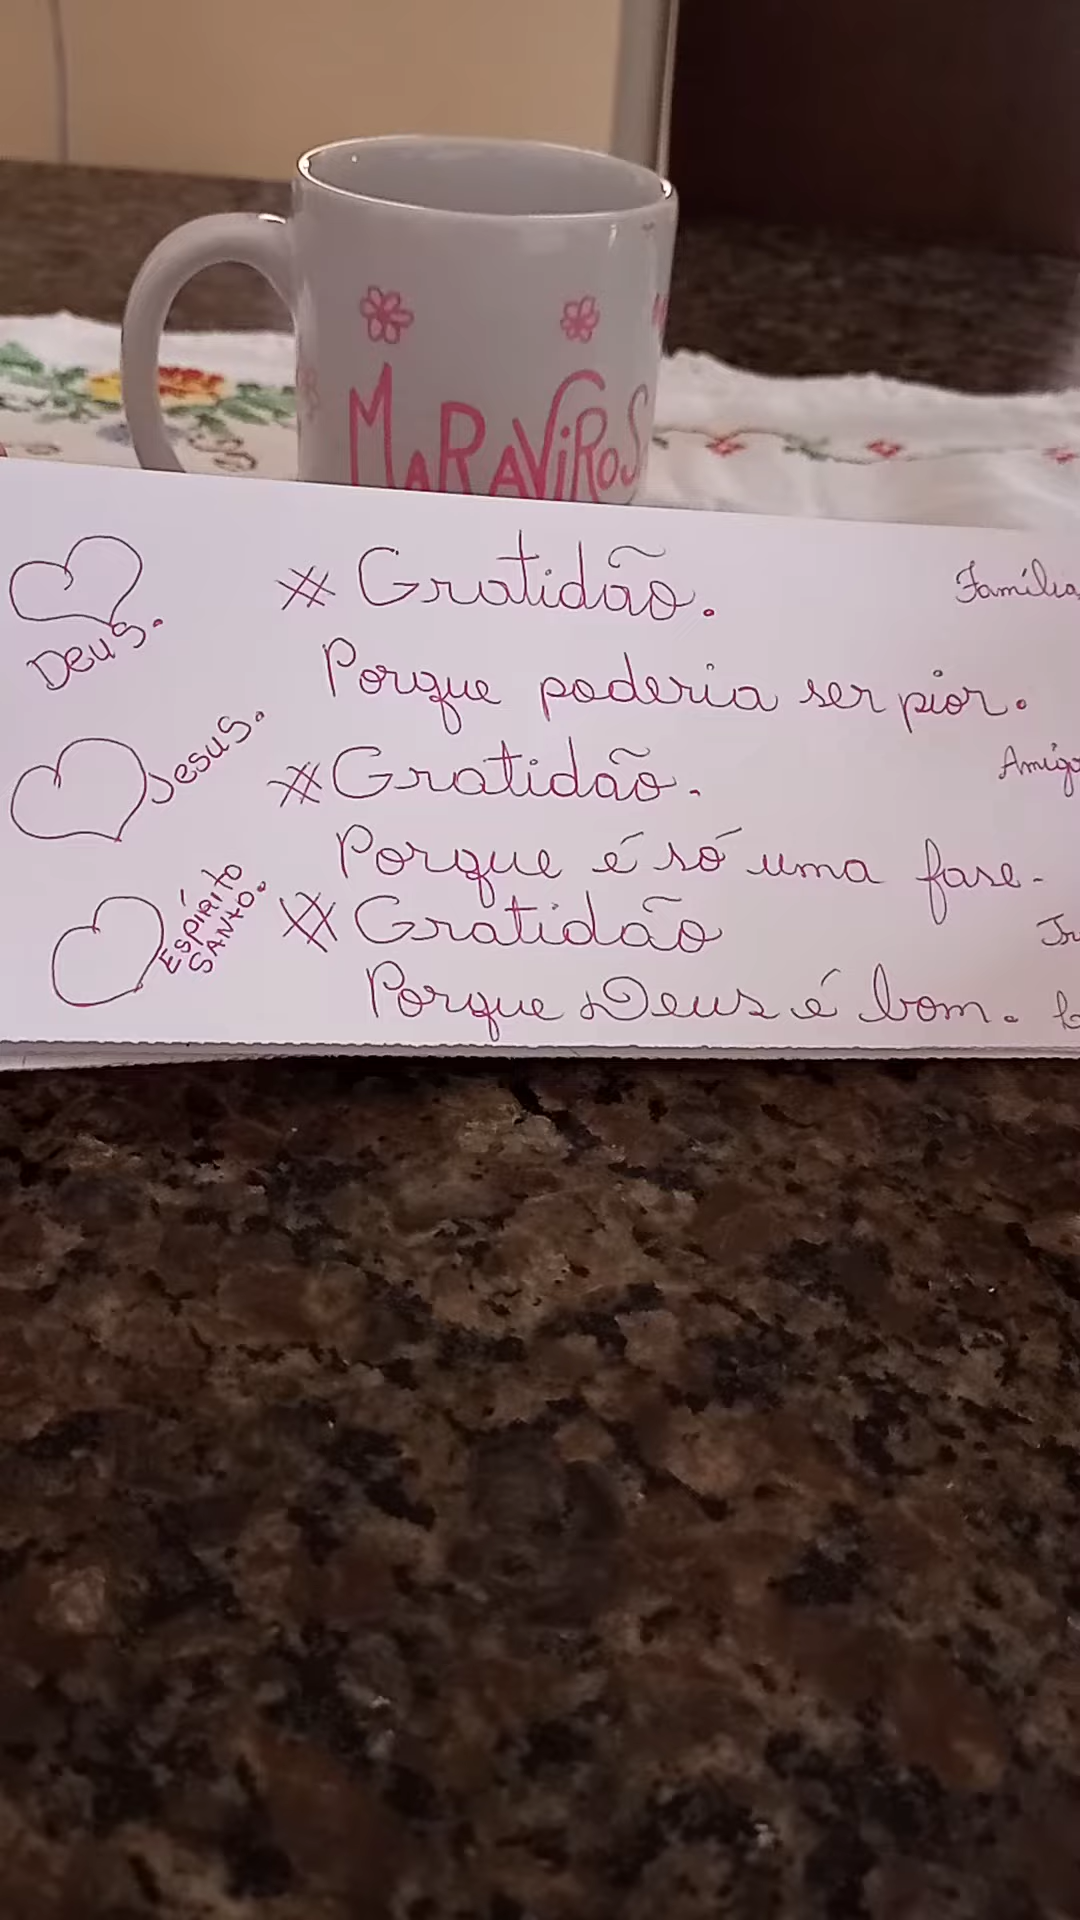 MARAVIROS
Deus.
# Gratidão.
Família
Porque poderia ser pior.
Jesus.
# Gratidão.
Porque é só uma fase.
ESPÍRITO
SANTO.
# Gratidão
Porque Deus é bom.